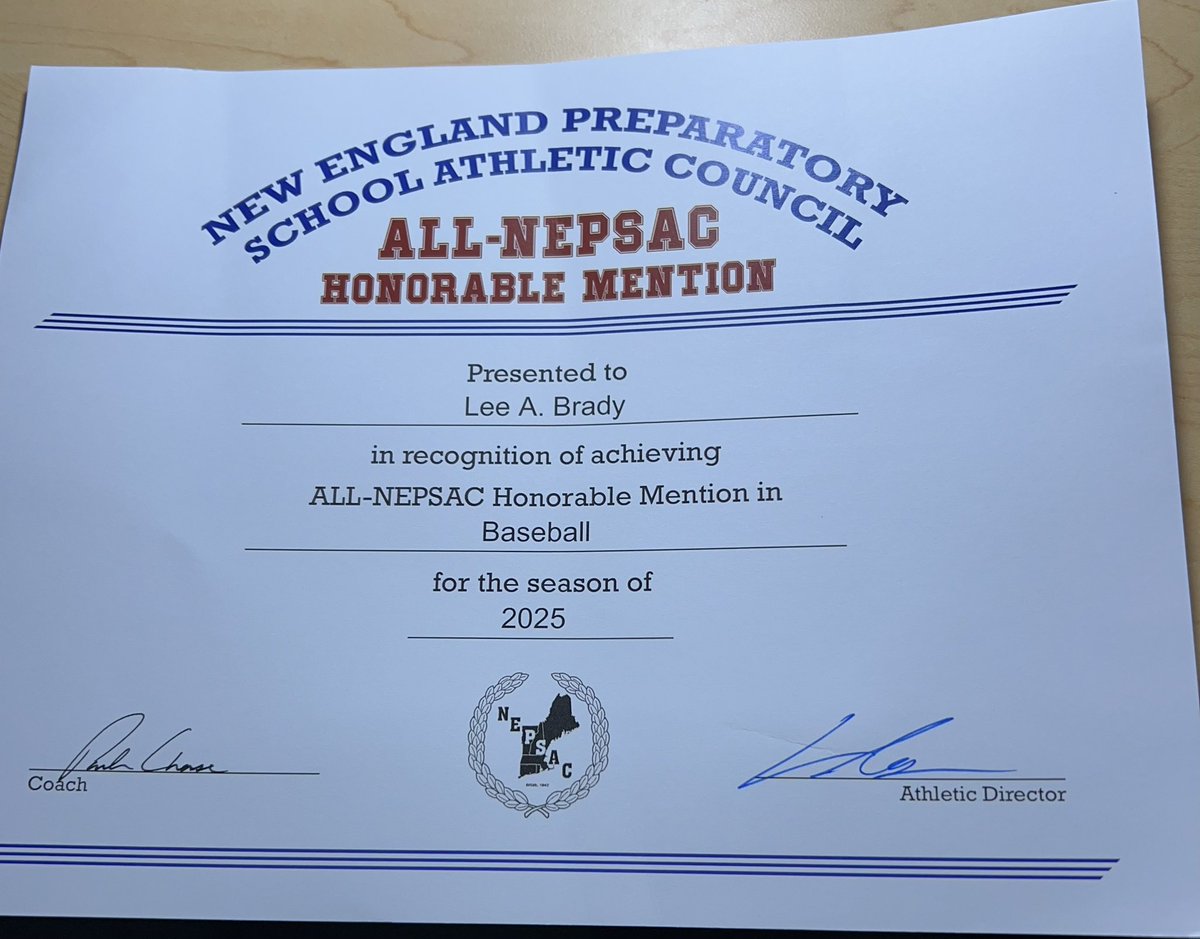 NEW ENGLAND PREPARATORY
SCHOOL ATHLETIC COUNCIL
ALL-NEPSAC
HONORABLE MENTION
Presented to
Lee A. Brady
in recognition of achieving
ALL-NEPSAC Honorable Mention in
Baseball
for the season of
2025
NEPSAC
Coach
Athletic Director